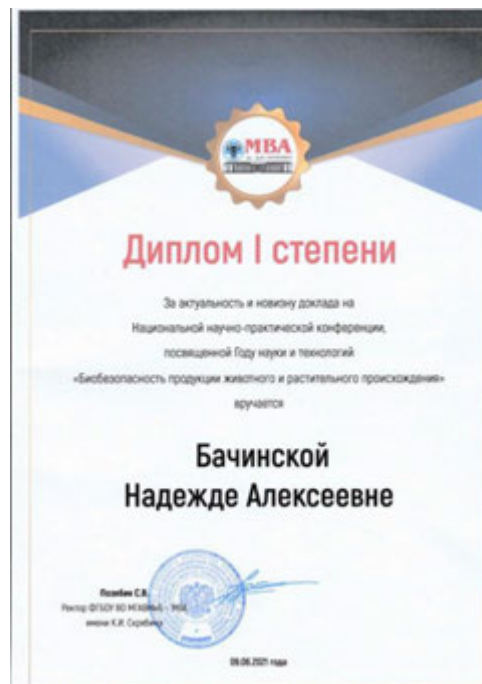 МВА
Диплом I степени
За актуальность и новизну доклада на
Национальной научно-практической конференции,
посвященной Году науки и технологий
«Биобезопасность продукции животного и растительного происхождения»
вручается
Бачинской
Надежде Алексеевне
Позябин С.В.
Ректор ФГБОУ ВО МГАВМиБ - МВА
имени К.И. Скрябина
09.06.2021 года